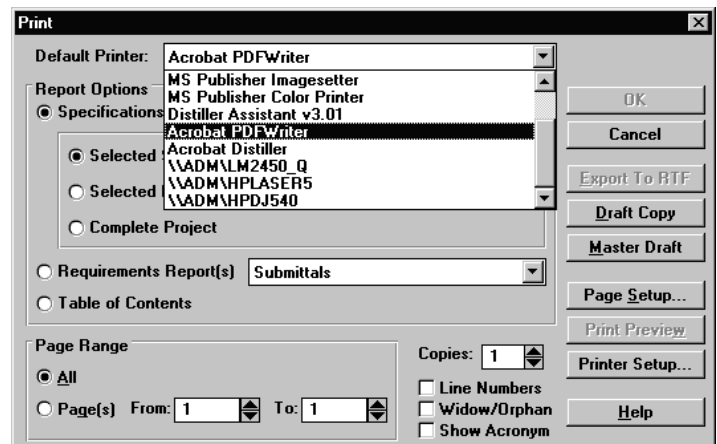 Print
Default Printer: Acrobat PDFWriter
MS Publisher Imagesetter
MS Publisher Color Printer
Distiller Assistant v3.01
Acrobat PDFWriter
Acrobat Distiller
\\ADM\LM2450_Q
\\ADM\HPLASER5
\\ADM\HPDJ540
Report Options
Specifications
Selected
Selected
Complete Project
Requirements Report(s) Submittals
Table of Contents
Page Range
All
Page(s) From: 1 To: 1
Copies: 1
Line Numbers
Widow/Orphan
Show Acronym
OK
Cancel
Export To RTF
Draft Copy
Master Draft
Page Setup...
Print Preview
Printer Setup...
Help